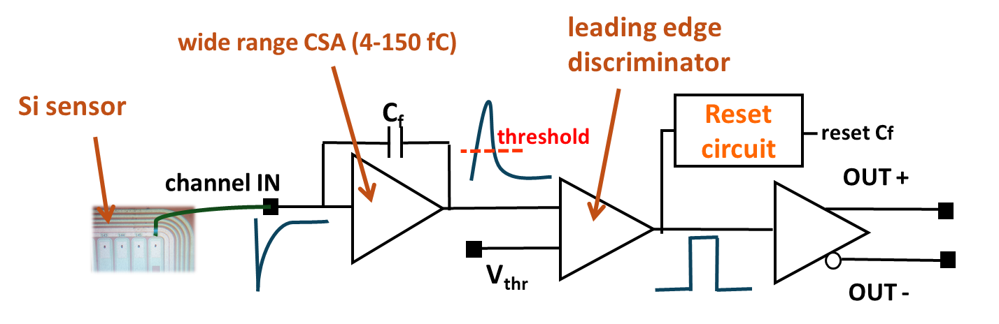 wide range CSA (4-150 fC)
leading edge
discriminator
Si sensor
Cf
threshold
Reset
circuit
reset Cf
channel IN
OUT +
Vthr
OUT -